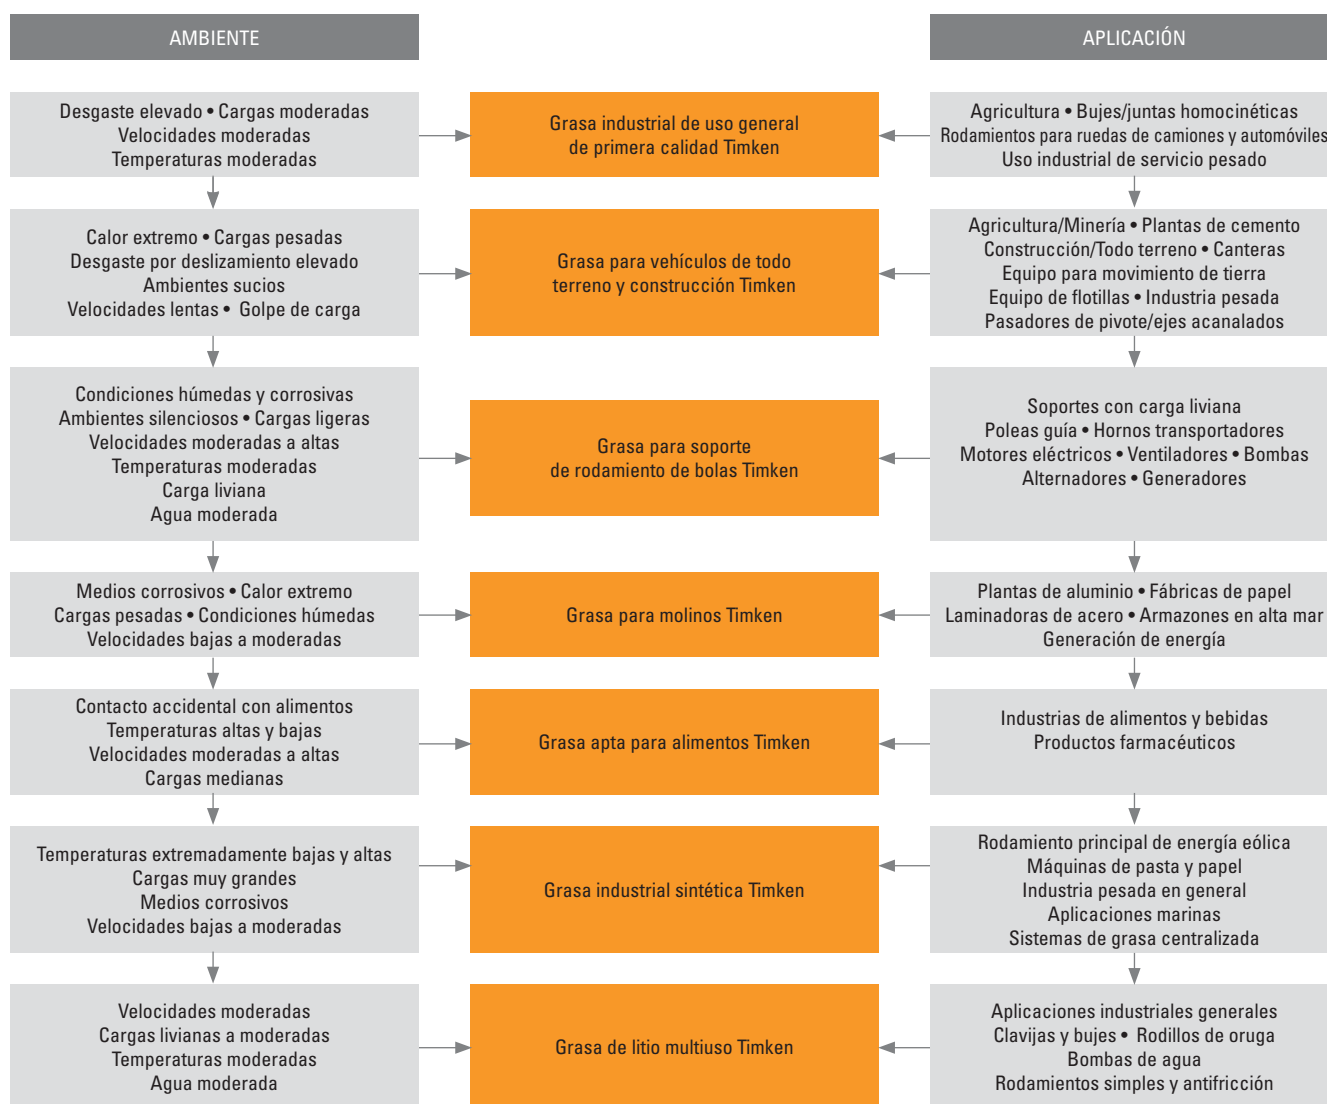 AMBIENTE
APLICACIÓN
Desgaste elevado • Cargas moderadas
Velocidades moderadas
Temperaturas moderadas
Grasa industrial de uso general
de primera calidad Timken
Agricultura • Bujes/juntas homocinéticas
Rodamientos para ruedas de camiones y automóviles
Uso industrial de servicio pesado
Calor extremo • Cargas pesadas
Desgaste por deslizamiento elevado
Ambientes sucios
Velocidades lentas • Golpe de carga
Grasa para vehículos de todo
terreno y construcción Timken
Agricultura/Minería • Plantas de cemento
Construcción/Todo terreno • Canteras
Equipo para movimiento de tierra
Equipo de flotillas • Industria pesada
Pasadores de pivote/ejes acanalados
Condiciones húmedas y corrosivas
Ambientes silenciosos • Cargas ligeras
Velocidades moderadas a altas
Temperaturas moderadas
Carga liviana
Agua moderada
Grasa para soporte
de rodamiento de bolas Timken
Soportes con carga liviana
Poleas guía • Hornos transportadores
Motores eléctricos • Ventiladores • Bombas
Alternadores • Generadores
Medios corrosivos • Calor extremo
Cargas pesadas • Condiciones húmedas
Velocidades bajas a moderadas
Grasa para molinos Timken
Plantas de aluminio • Fábricas de papel
Laminadoras de acero • Armazones en alta mar
Generación de energía
Contacto accidental con alimentos
Temperaturas altas y bajas
Velocidades moderadas a altas
Cargas medianas
Grasa apta para alimentos Timken
Industrias de alimentos y bebidas
Productos farmacéuticos
Temperaturas extremadamente bajas y altas
Cargas muy grandes
Medios corrosivos
Velocidades bajas a moderadas
Grasa industrial sintética Timken
Rodamiento principal de energía eólica
Máquinas de pasta y papel
Industria pesada en general
Aplicaciones marinas
Sistemas de grasa centralizada
Velocidades moderadas
Cargas livianas a moderadas
Temperaturas moderadas
Agua moderada
Grasa de litio multiuso Timken
Aplicaciones industriales generales
Clavijas y bujes • Rodillos de oruga
Bombas de agua
Rodamientos simples y antifricción